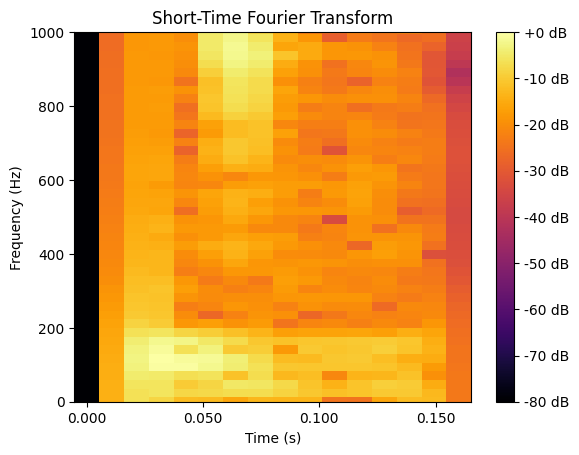 Short-Time Fourier Transform
1000
800
600
400
200
0
Frequency (Hz)
0.000
0.050
0.100
0.150
Time (s)
+0 dB
-10 dB
-20 dB
-30 dB
-40 dB
-50 dB
-60 dB
-70 dB
-80 dB